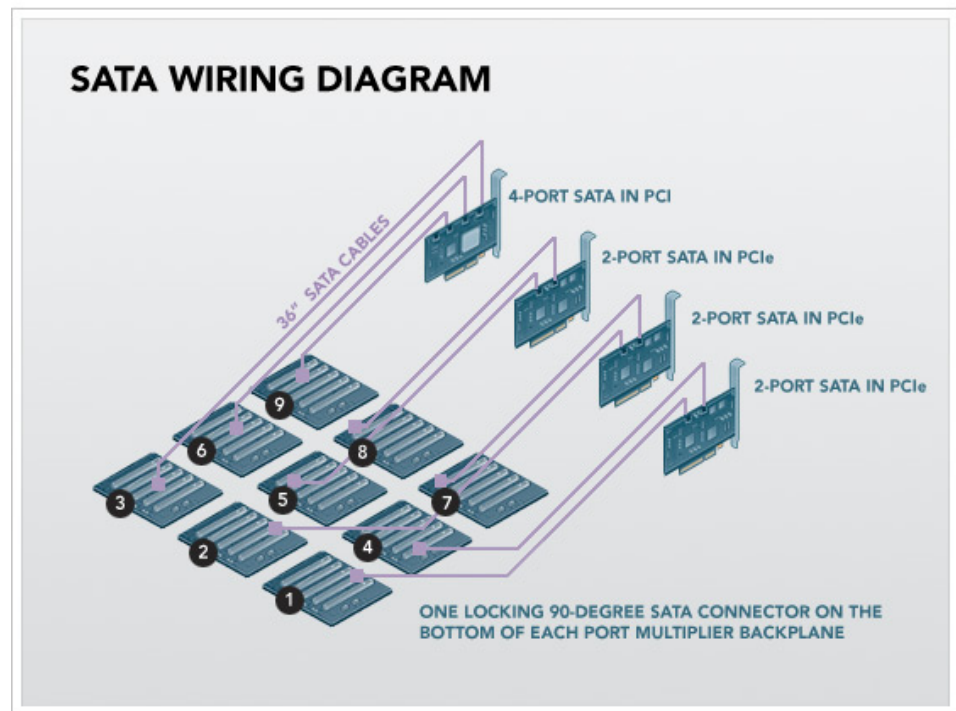 SATA WIRING DIAGRAM
4-PORT SATA IN PCI
36" SATA CABLES
2-PORT SATA IN PCIe
2-PORT SATA IN PCIe
2-PORT SATA IN PCIe
9
6
8
3
5
7
2
4
1
ONE LOCKING 90-DEGREE SATA CONNECTOR ON THE
BOTTOM OF EACH PORT MULTIPLIER BACKPLANE